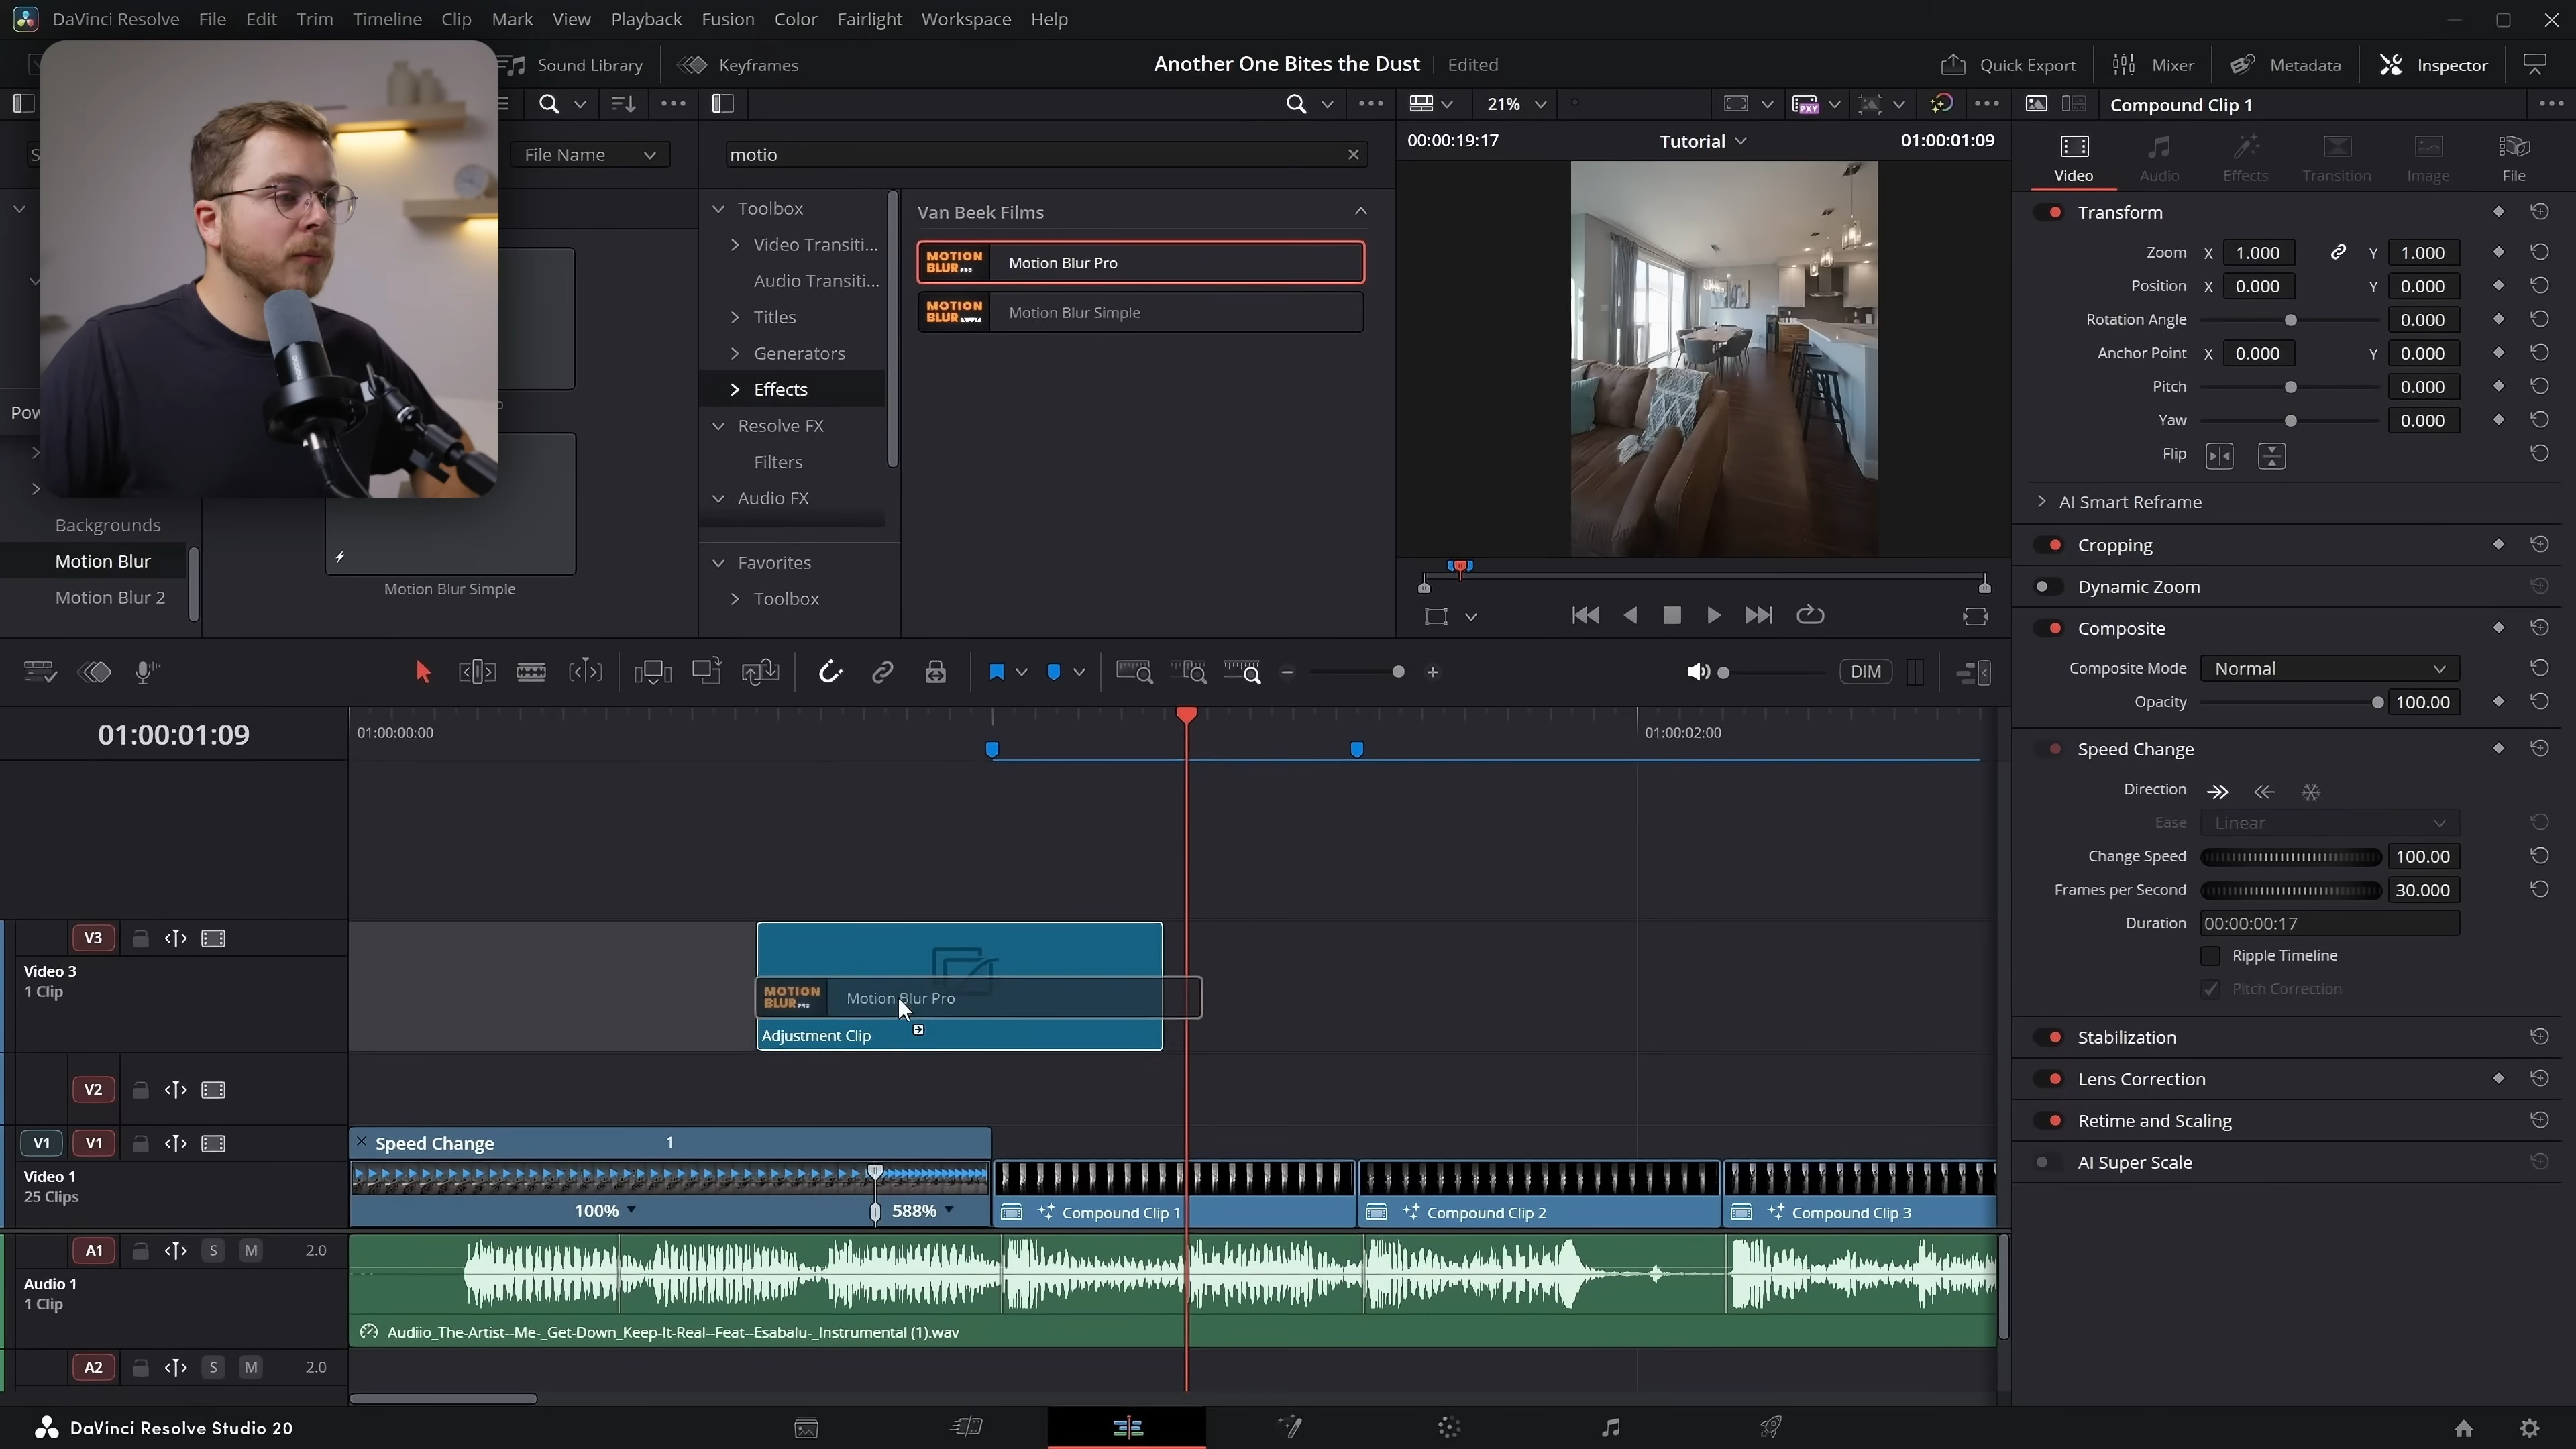 DaVinci Resolve File Edit Trim Timeline Clip Mark View Playback Fusion Color Fairlight Workspace Help
Sound Library Keyframes Another One Bites the Dust Edited Quick Export Mixer Metadata Inspector
21% Compound Clip 1
00:00:19:17 Tutorial 01:00:01:09
File Name
motio
Video Audio Effects Transition Image File
Toolbox
Video Transiti...
Audio Transiti...
Titles
Generators
Effects
Resolve FX
Filters
Audio FX
Favorites
Toolbox
Van Beek Films
MOTION BLUR PRO Motion Blur Pro
MOTION BLUR Motion Blur Simple
Backgrounds
Motion Blur
Motion Blur 2
Motion Blur Simple
Transform
Zoom X 1.000 Y 1.000
Position X 0.000 Y 0.000
Rotation Angle 0.000
Anchor Point X 0.000 Y 0.000
Pitch 0.000
Yaw 0.000
Flip
AI Smart Reframe
Cropping
Dynamic Zoom
Composite
Composite Mode Normal
Opacity 100.00
Speed Change
Direction
Ease Linear
Change Speed 100.00
Frames per Second 30.000
Duration 00:00:00:17
Ripple Timeline
Pitch Correction
Stabilization
Lens Correction
Retime and Scaling
AI Super Scale
DIM
01:00:01:09 01:00:00:00 01:00:02:00
V3
Video 3
1 Clip
MOTION BLUR PRO Motion Blur Pro
Adjustment Clip
V2
V1 V1 Speed Change 1
Video 1
25 Clips
100% 588% Compound Clip 1 Compound Clip 2 Compound Clip 3
A1 S M 2.0
Audio 1
1 Clip
Audiio_The-Artist--Me-_Get-Down_Keep-It-Real--Feat--Esabalu-_Instrumental (1).wav
A2 S M 2.0
DaVinci Resolve Studio 20